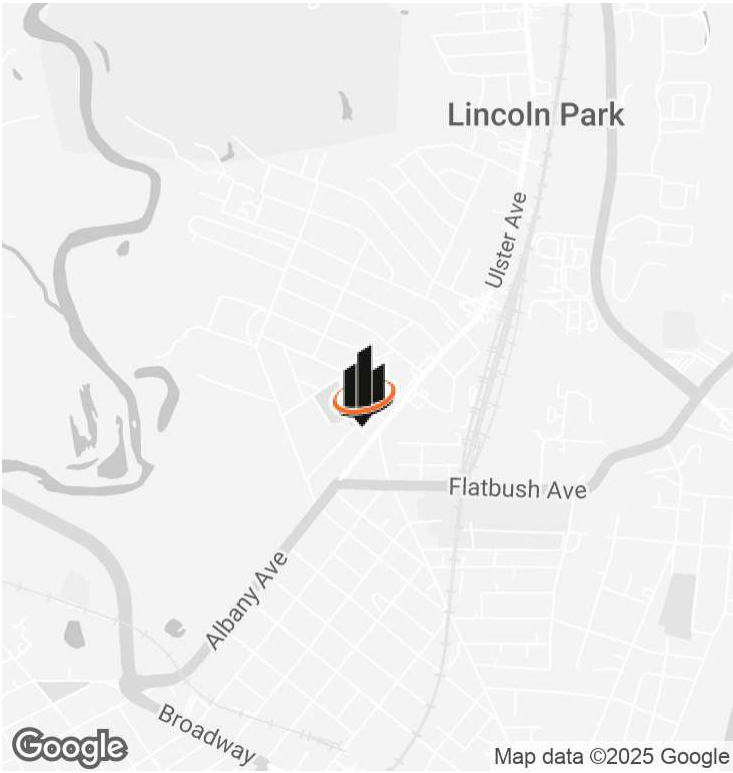 Lincoln Park
Ulster Ave
Flatbush Ave
Albany Ave
Broadway
Google
Map data ©2025 Google